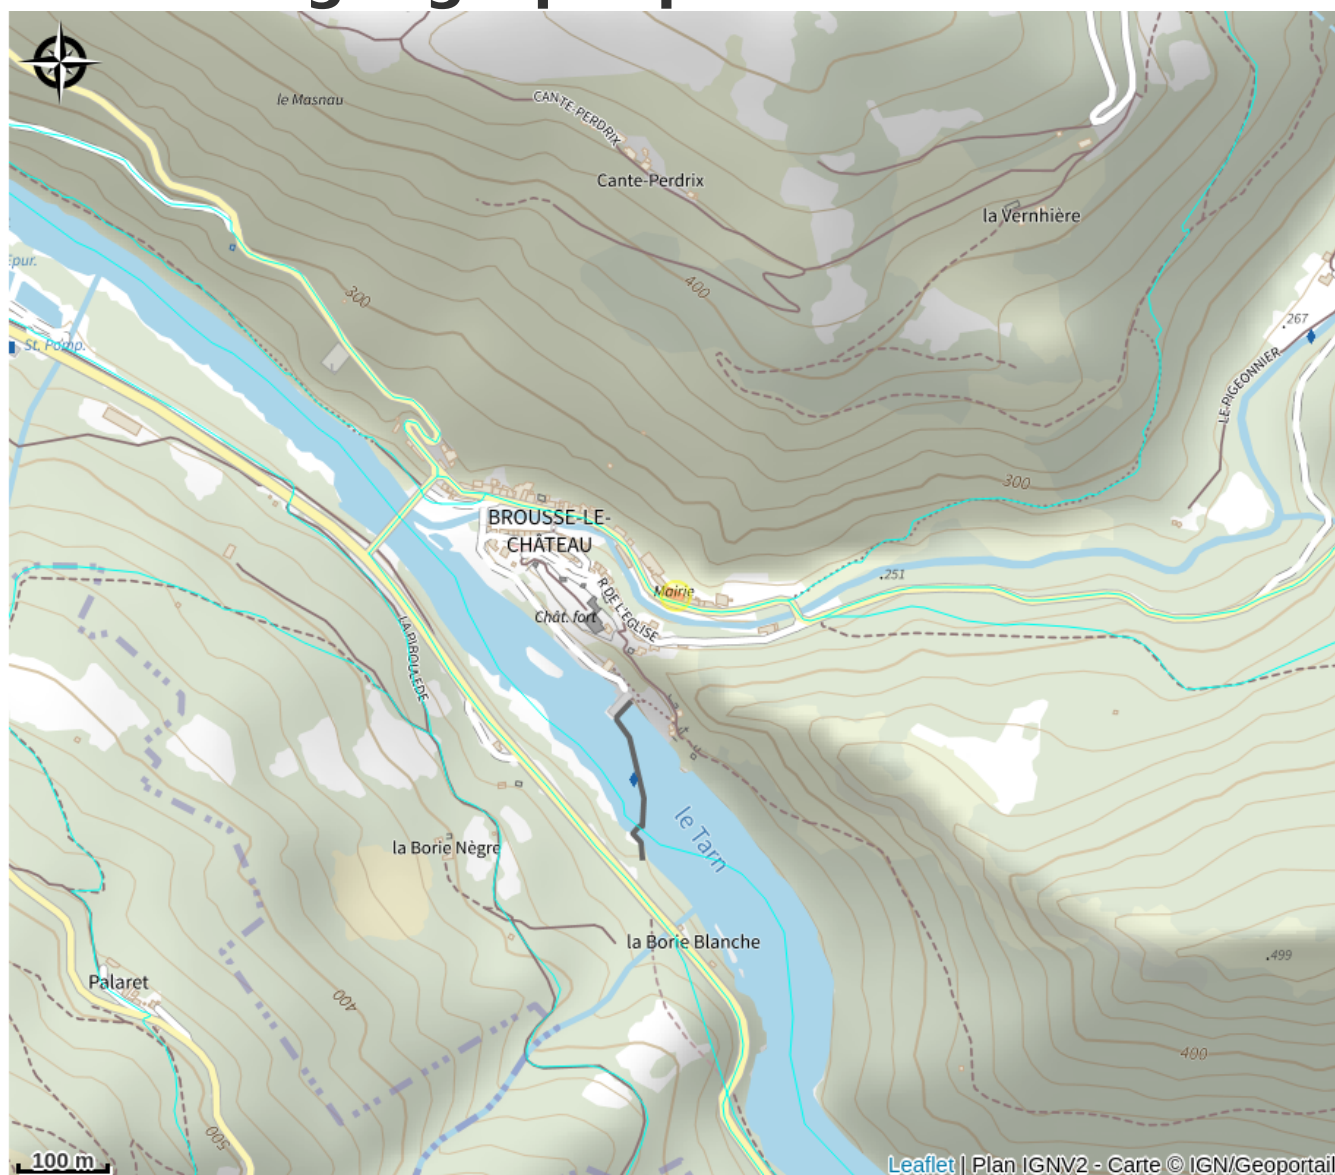 le Masnau
CANTE-PERDRIX
Cante-Perdrix
la Vernhière
épur.
300
400
267
St. Pomp.
LE PIGEONNIER
300
BROUSSE-LE-
CHÂTEAU
251
Mairie
R DE L'EGLISE
Chât. fort
LA PIBOULEDE
le Tarn
la Borie Nègre
la Borie Blanche
499
Palaret
400
400
500
100 m
Leaflet | Plan IGNV2 - Carte © IGN/Geoportail